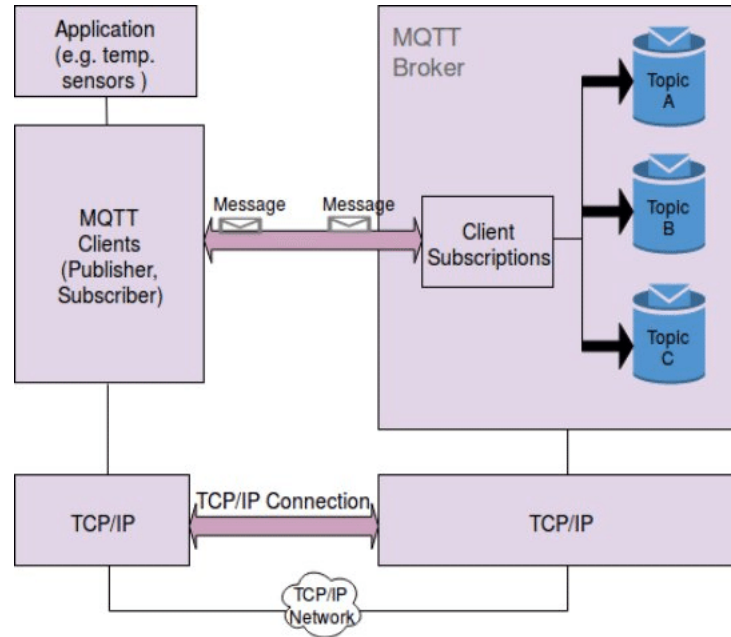 Application
(e.g. temp.
sensors )
MQTT
Broker
Topic
A
Message
Message
MQTT
Clients
(Publisher,
Subscriber)
Client
Subscriptions
Topic
B
Topic
C
TCP/IP Connection
TCP/IP
TCP/IP
TCP/IP
Network